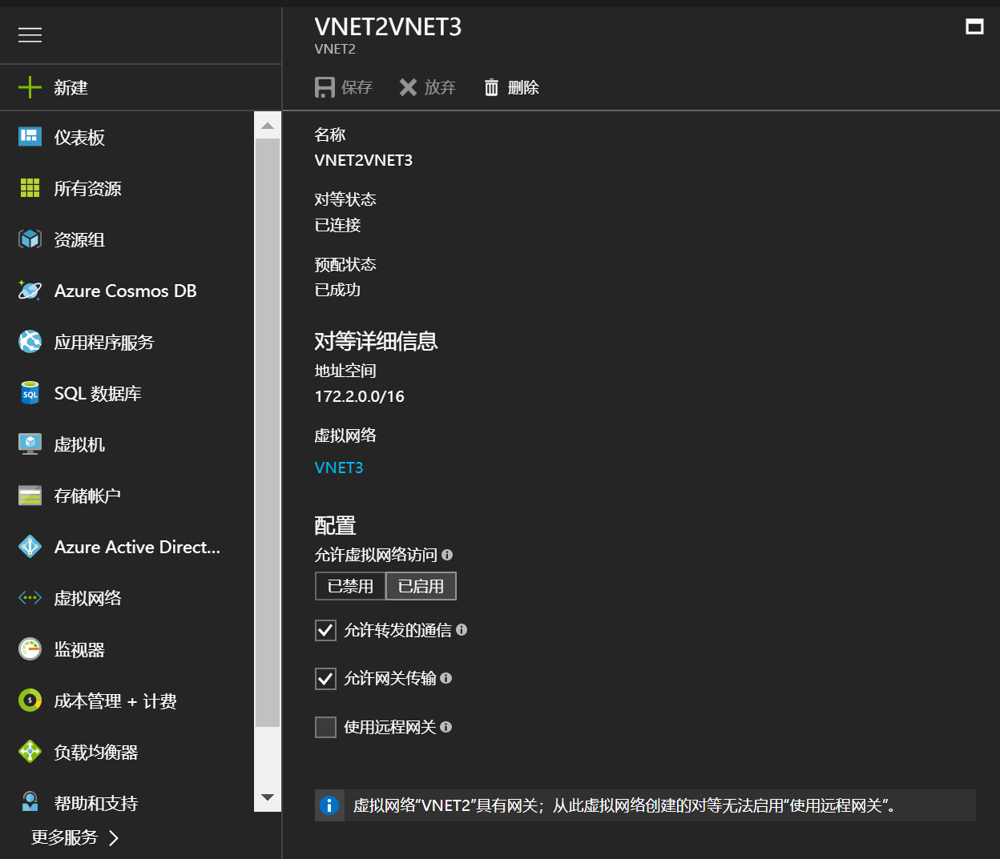 新建
仪表板
所有资源
资源组
Azure Cosmos DB
应用程序服务
SQL
SQL 数据库
虚拟机
存储帐户
Azure Active Direct...
虚拟网络
监视器
成本管理 + 计费
负载均衡器
帮助和支持
更多服务
VNET2VNET3
VNET2
保存 放弃 删除
名称
VNET2VNET3
对等状态
已连接
预配状态
已成功
对等详细信息
地址空间
172.2.0.0/16
虚拟网络
VNET3
配置
允许虚拟网络访问
已禁用 已启用
允许转发的通信
允许网关传输
使用远程网关
虚拟网络“VNET2”具有网关；从此虚拟网络创建的对等无法启用“使用远程网关”。